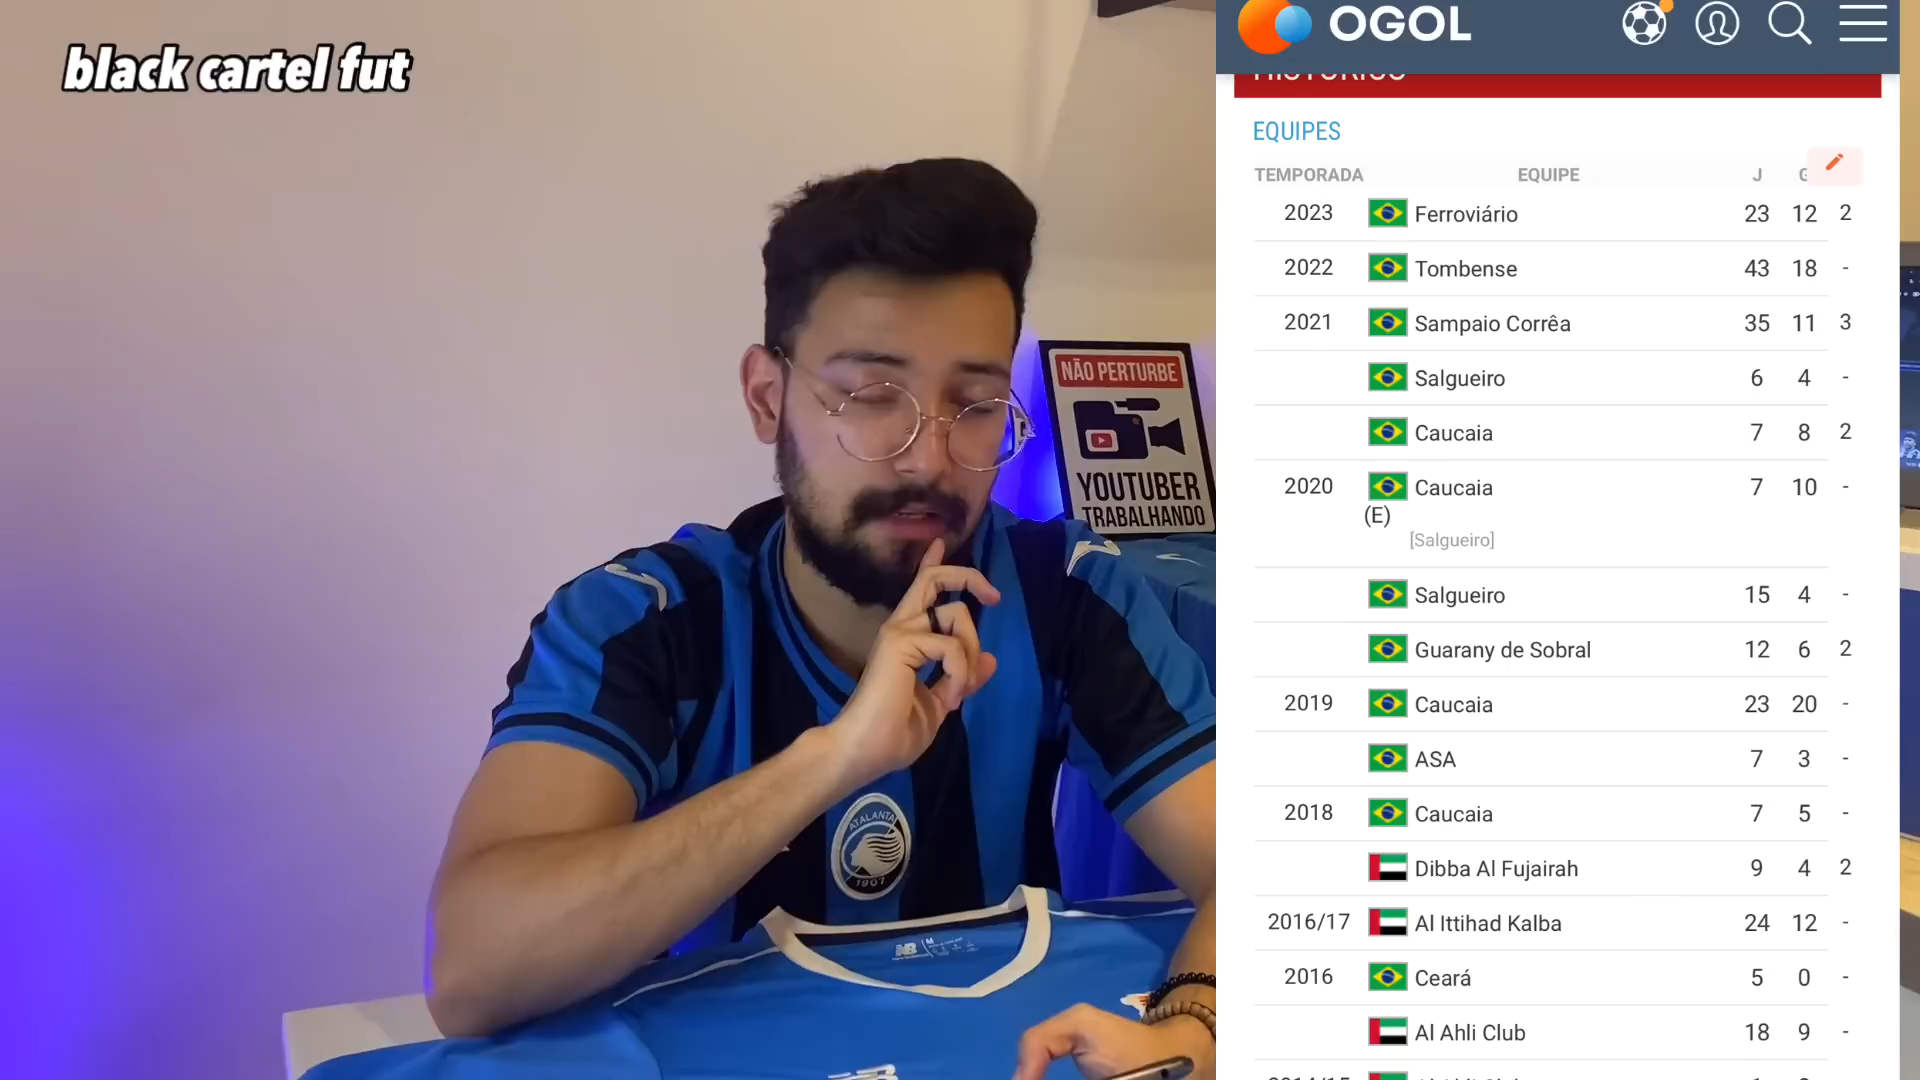 black cartel fut
NÃO PERTURBE
YOUTUBER
TRABALHANDO
ATALANTA
1907
NB
M
OGOL
HISTÓRICO
EQUIPES
TEMPORADA EQUIPE J G
2023 Ferroviário 23 12 2
2022 Tombense 43 18 -
2021 Sampaio Corrêa 35 11 3
Salgueiro 6 4 -
Caucaia 7 8 2
2020 Caucaia 7 10 -
(E)
[Salgueiro]
Salgueiro 15 4 -
Guarany de Sobral 12 6 2
2019 Caucaia 23 20 -
ASA 7 3 -
2018 Caucaia 7 5 -
Dibba Al Fujairah 9 4 2
2016/17 Al Ittihad Kalba 24 12 -
2016 Ceará 5 0 -
Al Ahli Club 18 9 -